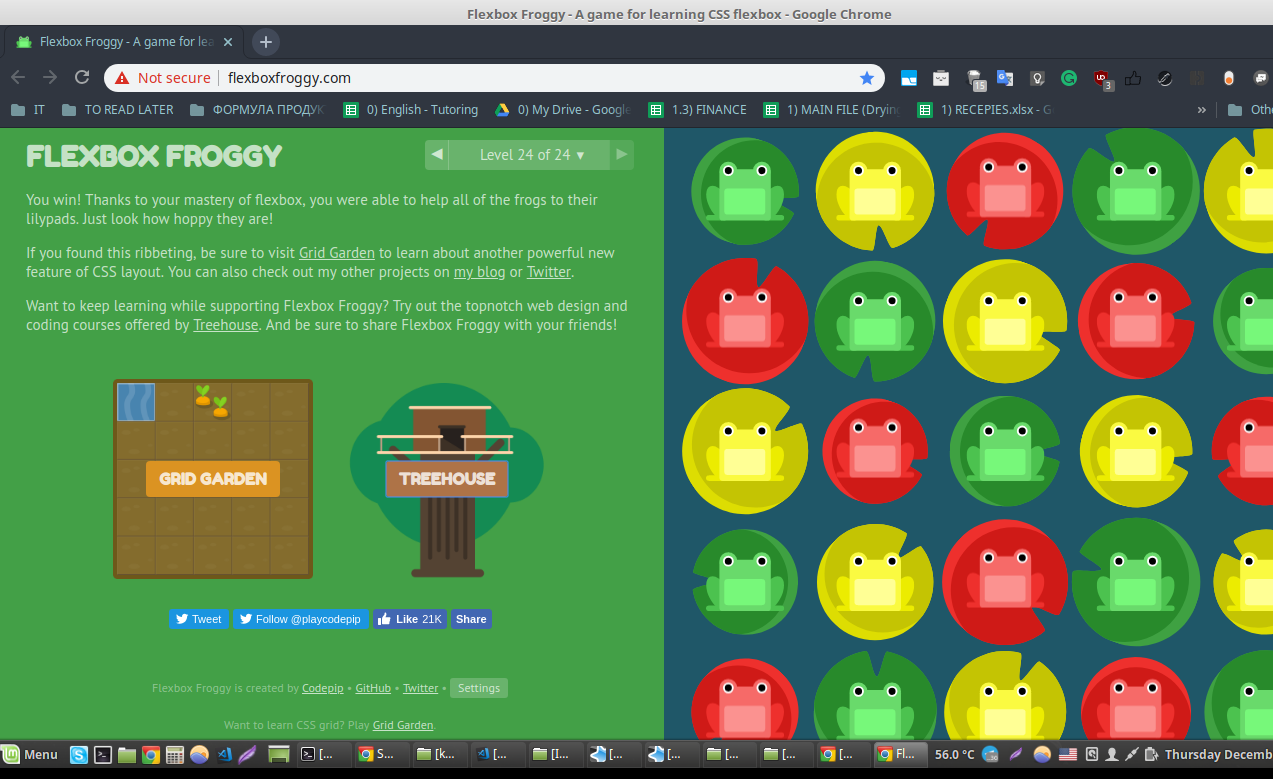 Flexbox Froggy - A game for learning CSS flexbox - Google Chrome
Flexbox Froggy - A game for lea
Not secure
flexboxfroggy.com
15
3
IT
TO READ LATER
ФОРМУЛА ПРОДУК
0) English - Tutoring
0) My Drive - Google
1.3) FINANCE
1) MAIN FILE (Drying
1) RECEPIES.xlsx - G
»
Othe
FLEXBOX FROGGY
◀ Level 24 of 24 ▼ ▶
You win! Thanks to your mastery of flexbox, you were able to help all of the frogs to their
lilypads. Just look how hoppy they are!
If you found this ribbeting, be sure to visit Grid Garden to learn about another powerful new
feature of CSS layout. You can also check out my other projects on my blog or Twitter.
Want to keep learning while supporting Flexbox Froggy? Try out the topnotch web design and
coding courses offered by Treehouse. And be sure to share Flexbox Froggy with your friends!
GRID GARDEN
TREEHOUSE
Tweet
Follow @playcodepip
Like 21K
Share
Flexbox Froggy is created by Codepip • GitHub • Twitter • Settings
Want to learn CSS grid? Play Grid Garden.
Menu
[...
S...
[k...
[...
[I...
[...
[...
[...
[...
[...
Fl...
56.0 °C
Thursday Decemb